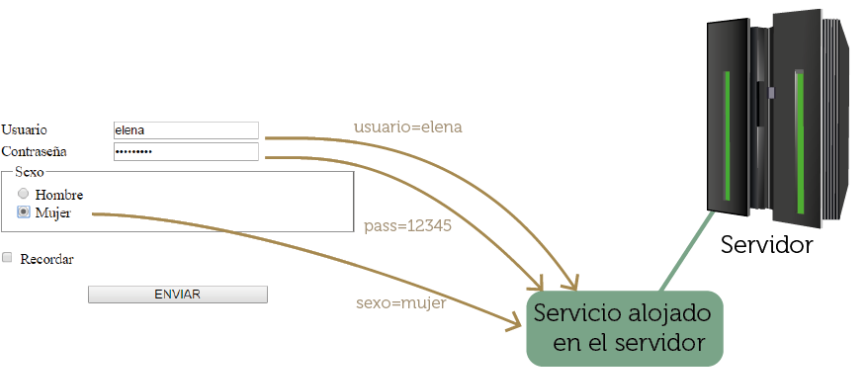 Usuario
elena
usuario=elena
Contraseña
•••••••••
Sexo
Hombre
Mujer
pass=12345
Servidor
Recordar
ENVIAR
sexo=mujer
Servicio alojado
en el servidor